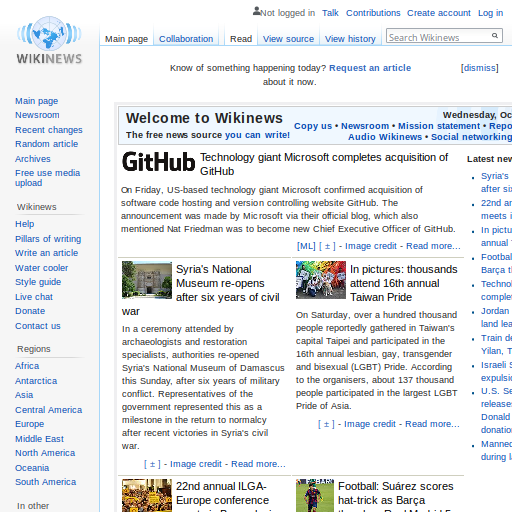 Not logged in Talk Contributions Create account Log in
Main page Collaboration Read View source View history Search Wikinews
WIKINEWS
Know of something happening today? Request an article [dismiss]
about it now.
Main page
Newsroom
Recent changes
Random article
Archives
Free use media
upload
Wikinews
Help
Pillars of writing
Write an article
Water cooler
Style guide
Live chat
Donate
Contact us
Regions
Africa
Antarctica
Asia
Central America
Europe
Middle East
North America
Oceania
South America
In other
Welcome to Wikinews
The free news source you can write!
Wednesday, Oc
Copy us • Newsroom • Mission statement • Repo
Audio Wikinews • Social networking
GitHub
Technology giant Microsoft completes acquisition of
GitHub
On Friday, US-based technology giant Microsoft confirmed acquisition of
software code hosting and version controlling website GitHub. The
announcement was made by Microsoft via their official blog, which also
mentioned Nat Friedman was to become new Chief Executive Officer of GitHub.
[ML] [ ± ] - Image credit - Read more...
Syria's National
Museum re-opens
after six years of civil
war
In a ceremony attended by
archaeologists and restoration
specialists, authorities re-opened
Syria's National Museum of Damascus
this Sunday, after six years of military
conflict. Representatives of the
government represented this as a
milestone in the return to normalcy
after recent victories in Syria's civil
war.
[ ± ] - Image credit - Read more...
In pictures: thousands
attend 16th annual
Taiwan Pride
On Saturday, over a hundred thousand
people reportedly gathered in Taiwan's
capital Taipei and participated in the
16th annual lesbian, gay, transgender
and bisexual (LGBT) Pride. According
to the organisers, about 137 thousand
people participated in the largest LGBT
Pride of Asia.
[ ± ] - Image credit - Read more...
22nd annual ILGA-
Europe conference
Football: Suárez scores
hat-trick as Barça
Latest new
Syria's
after six
22nd an
meets i
In pictu
annual
Football
Barça th
Technol
complet
Jordan
land lea
Train de
Yilan, T
Israeli S
expulsi
U.S. Se
release
Donald
donatio
Manned
during la